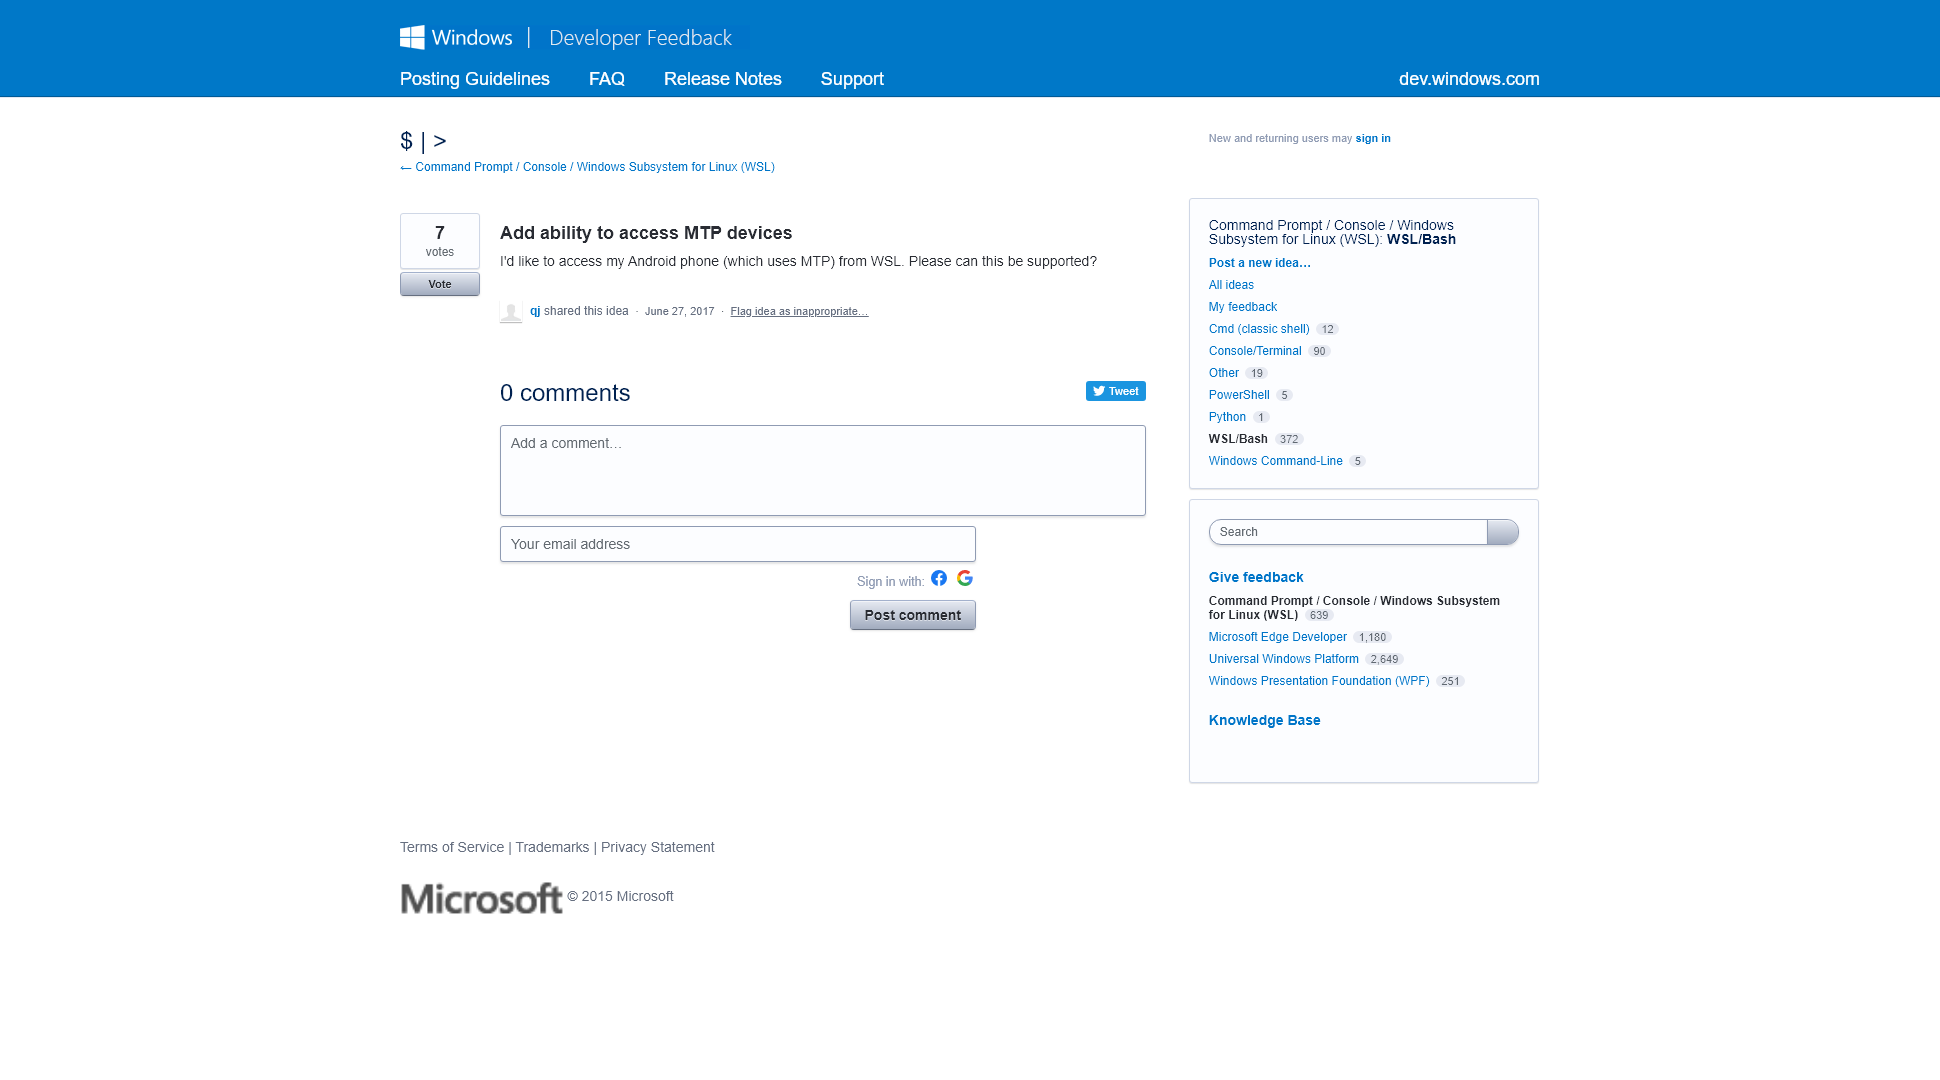 Windows | Developer Feedback
Posting Guidelines FAQ Release Notes Support dev.windows.com
$ | >
New and returning users may sign in
← Command Prompt / Console / Windows Subsystem for Linux (WSL)
7
votes
Vote
Add ability to access MTP devices
I'd like to access my Android phone (which uses MTP) from WSL. Please can this be supported?
qj shared this idea · June 27, 2017 · Flag idea as inappropriate…
0 comments
Tweet
Add a comment…
Your email address
Sign in with:
Post comment
Command Prompt / Console / Windows
Subsystem for Linux (WSL): WSL/Bash
Post a new idea…
All ideas
My feedback
Cmd (classic shell) 12
Console/Terminal 90
Other 19
PowerShell 5
Python 1
WSL/Bash 372
Windows Command-Line 5
Search
Give feedback
Command Prompt / Console / Windows Subsystem
for Linux (WSL) 639
Microsoft Edge Developer 1,180
Universal Windows Platform 2,649
Windows Presentation Foundation (WPF) 251
Knowledge Base
Terms of Service | Trademarks | Privacy Statement
Microsoft © 2015 Microsoft